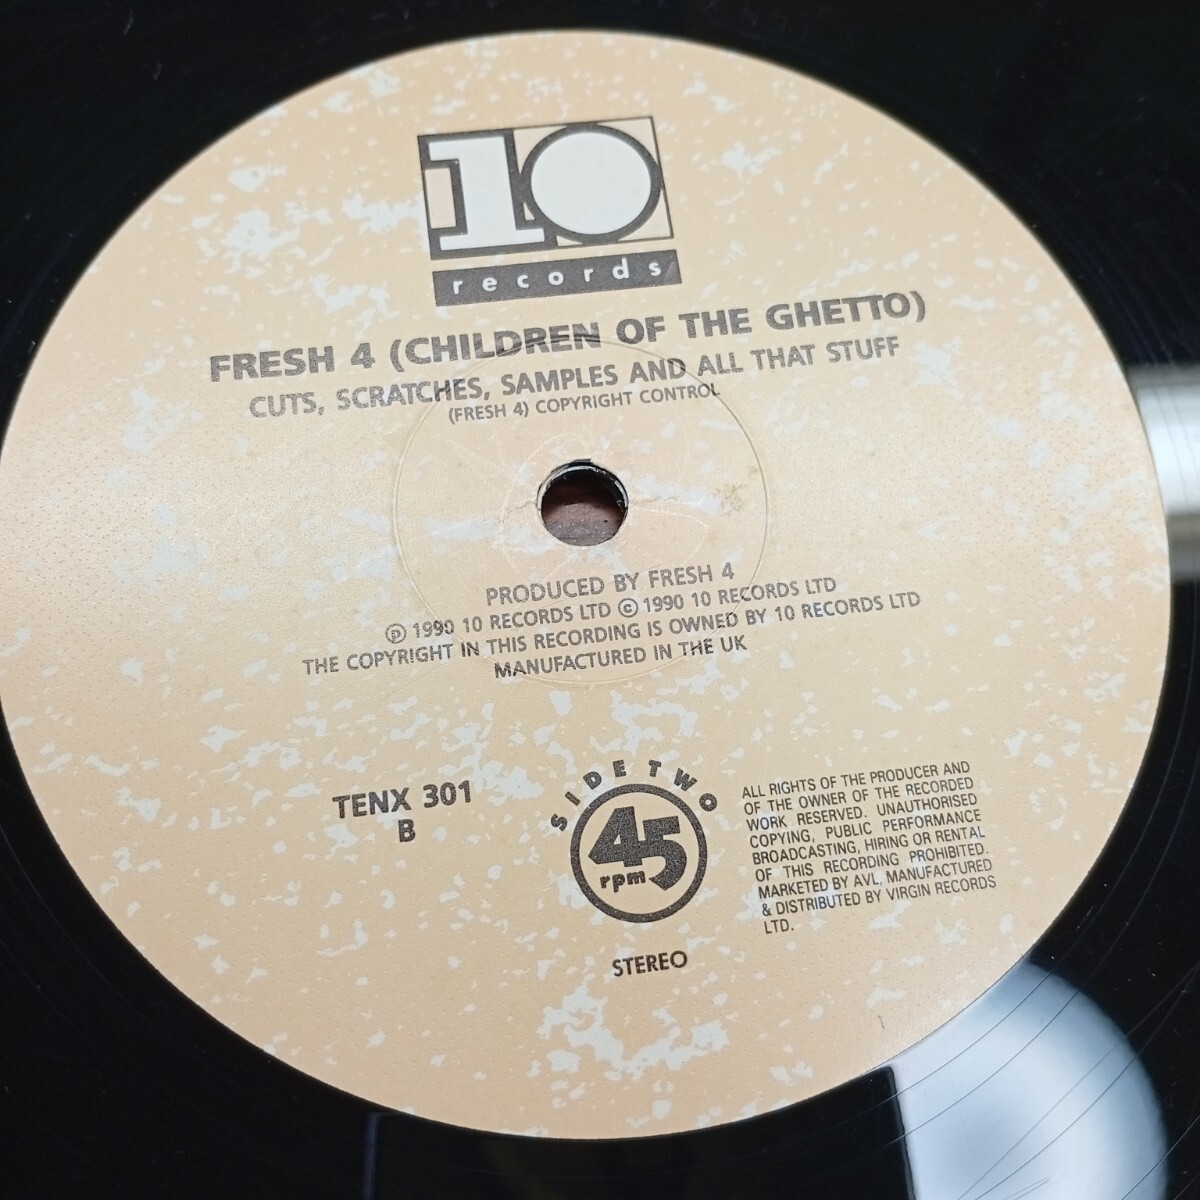 10
records
FRESH 4 (CHILDREN OF THE GHETTO)
CUTS, SCRATCHES, SAMPLES AND ALL THAT STUFF
(FRESH 4) COPYRIGHT CONTROL
PRODUCED BY FRESH 4
℗ 1990 10 RECORDS LTD © 1990 10 RECORDS LTD
THE COPYRIGHT IN THIS RECORDING IS OWNED BY 10 RECORDS LTD
MANUFACTURED IN THE UK
TENX 301
B
SIDE TWO
45
rpm
STEREO
ALL RIGHTS OF THE PRODUCER AND
OF THE OWNER OF THE RECORDED
WORK RESERVED. UNAUTHORISED
COPYING, PUBLIC PERFORMANCE
BROADCASTING, HIRING OR RENTAL
OF THIS RECORDING PROHIBITED.
MARKETED BY AVL, MANUFACTURED
& DISTRIBUTED BY VIRGIN RECORDS
LTD.